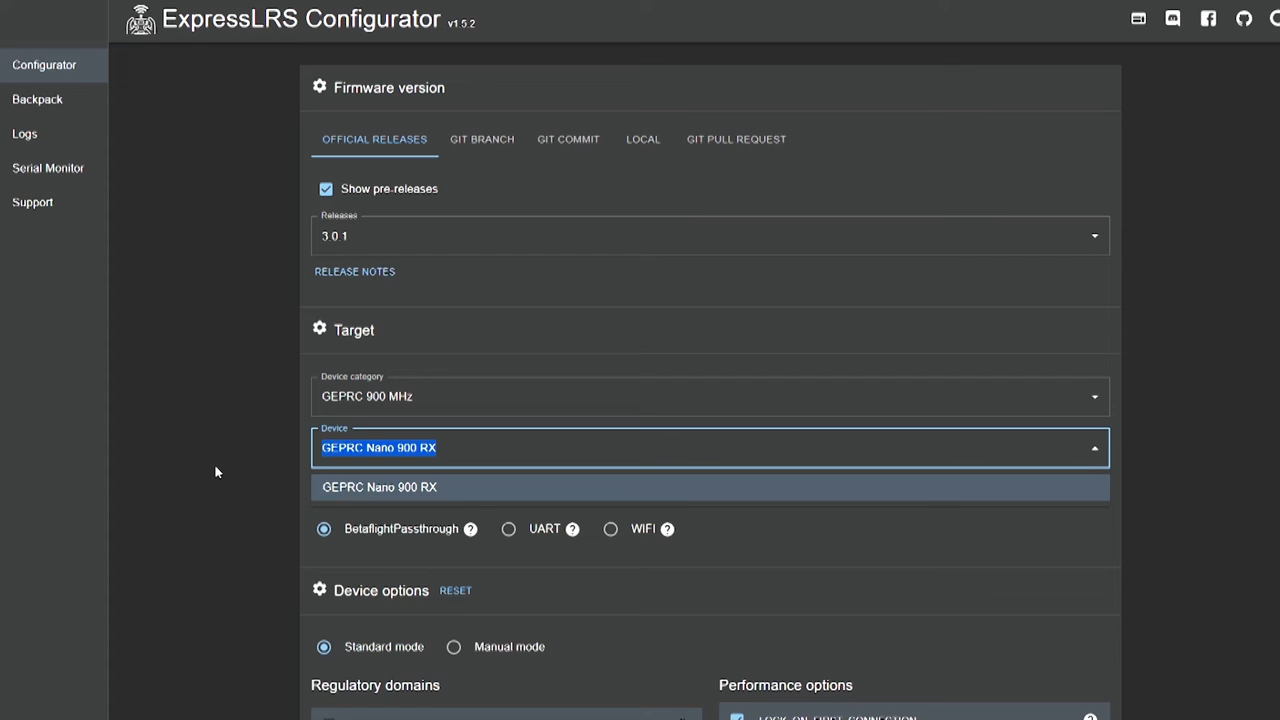 ExpressLRS Configurator v1.5.2
Configurator
Backpack
Logs
Serial Monitor
Support
Firmware version
OFFICIAL RELEASES GIT BRANCH GIT COMMIT LOCAL GIT PULL REQUEST
Show pre-releases
Releases
3.0.1
RELEASE NOTES
Target
Device category
GEPRC 900 MHz
Device
GEPRC Nano 900 RX
GEPRC Nano 900 RX
BetaflightPassthrough ? UART ? WIFI ?
Device options RESET
Standard mode Manual mode
Regulatory domains Performance options
LOCK_ON_FIRST_CONNECTION